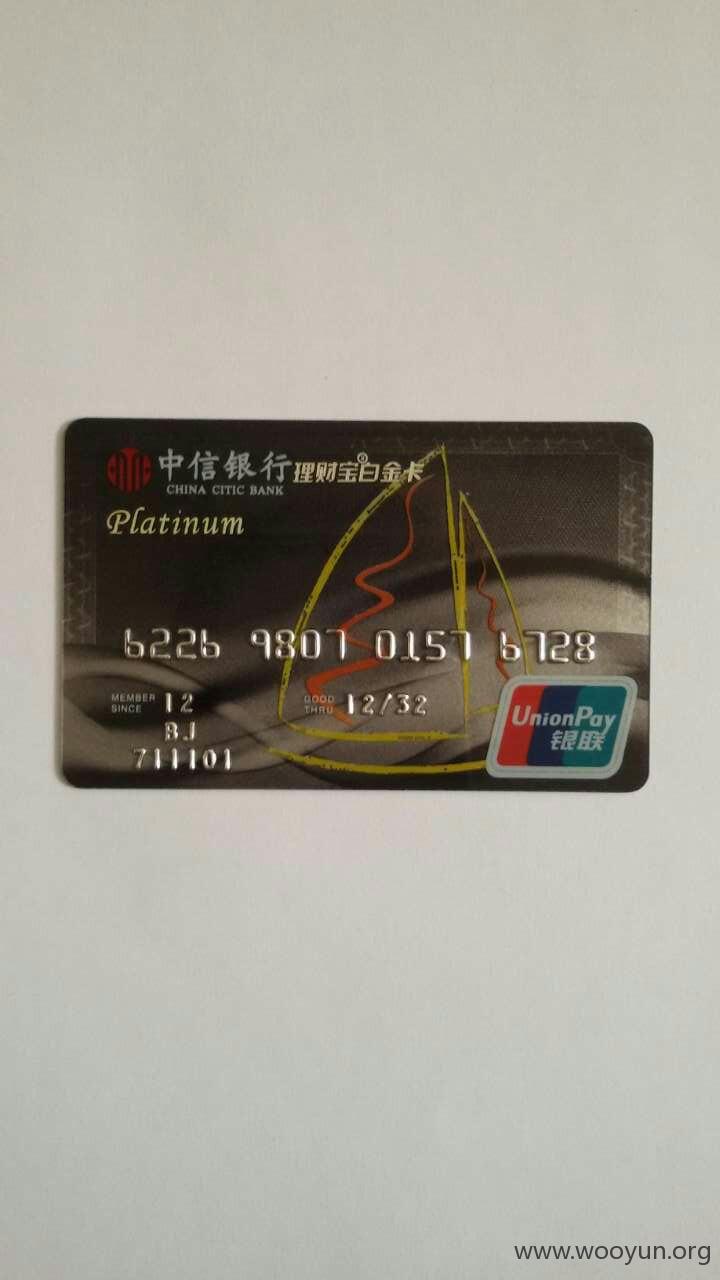 中信银行 理财宝白金卡
CHINA CITIC BANK
Platinum
6226 9807 0157 6728
MEMBER SINCE 12 GOOD THRU 12/32
BJ
711101
UnionPay
银联
www.wooyun.org